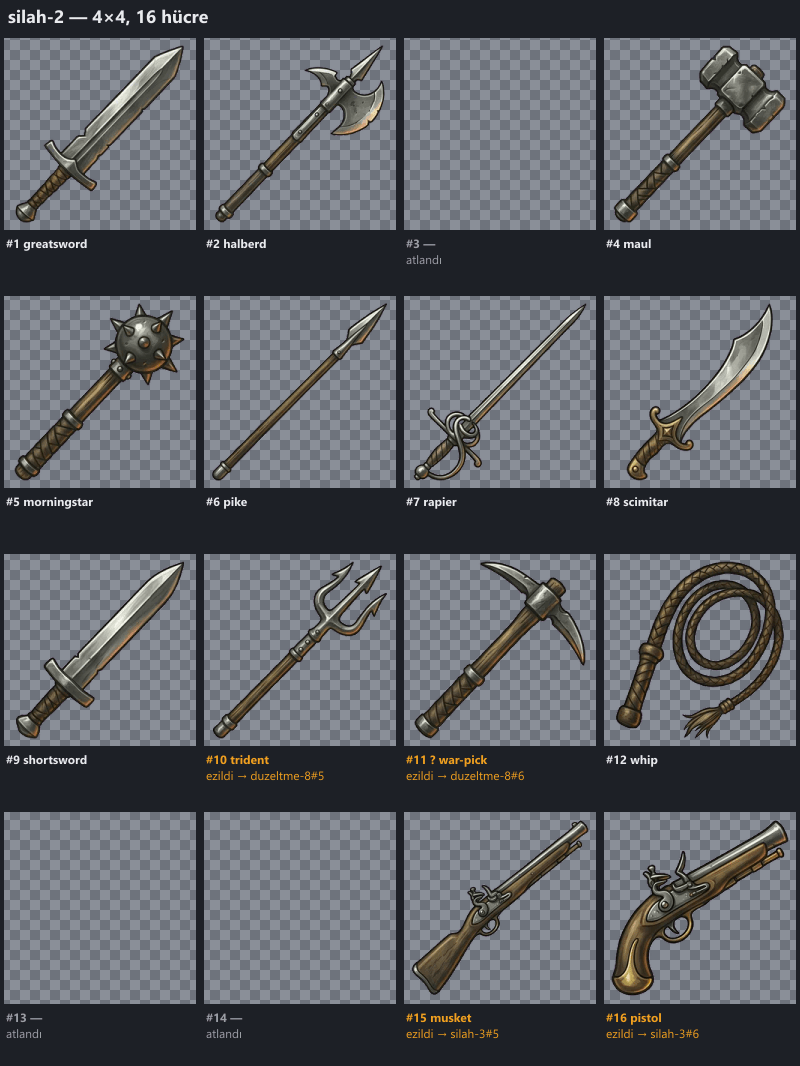 silah-2 — 4×4, 16 hücre
#1 greatsword
#2 halberd
#3 —
atlandı
#4 maul
#5 morningstar
#6 pike
#7 rapier
#8 scimitar
#9 shortsword
#10 trident
ezildi → duzeltme-8#5
#11 ? war-pick
ezildi → duzeltme-8#6
#12 whip
#13 —
atlandı
#14 —
atlandı
#15 musket
ezildi → silah-3#5
#16 pistol
ezildi → silah-3#6